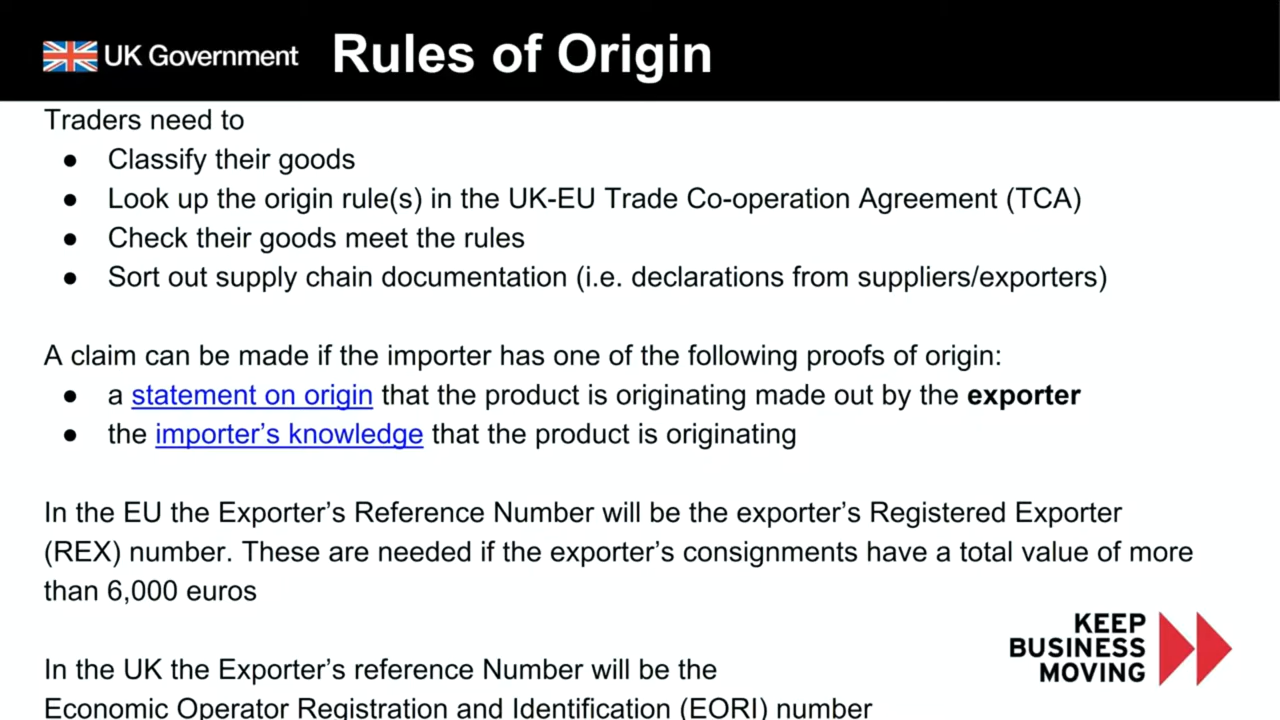 UK Government Rules of Origin
Traders need to
● Classify their goods
● Look up the origin rule(s) in the UK-EU Trade Co-operation Agreement (TCA)
● Check their goods meet the rules
● Sort out supply chain documentation (i.e. declarations from suppliers/exporters)
A claim can be made if the importer has one of the following proofs of origin:
● a statement on origin that the product is originating made out by the exporter
● the importer’s knowledge that the product is originating
In the EU the Exporter’s Reference Number will be the exporter’s Registered Exporter
(REX) number. These are needed if the exporter’s consignments have a total value of more
than 6,000 euros
In the UK the Exporter’s reference Number will be the
Economic Operator Registration and Identification (EORI) number
KEEP
BUSINESS
MOVING